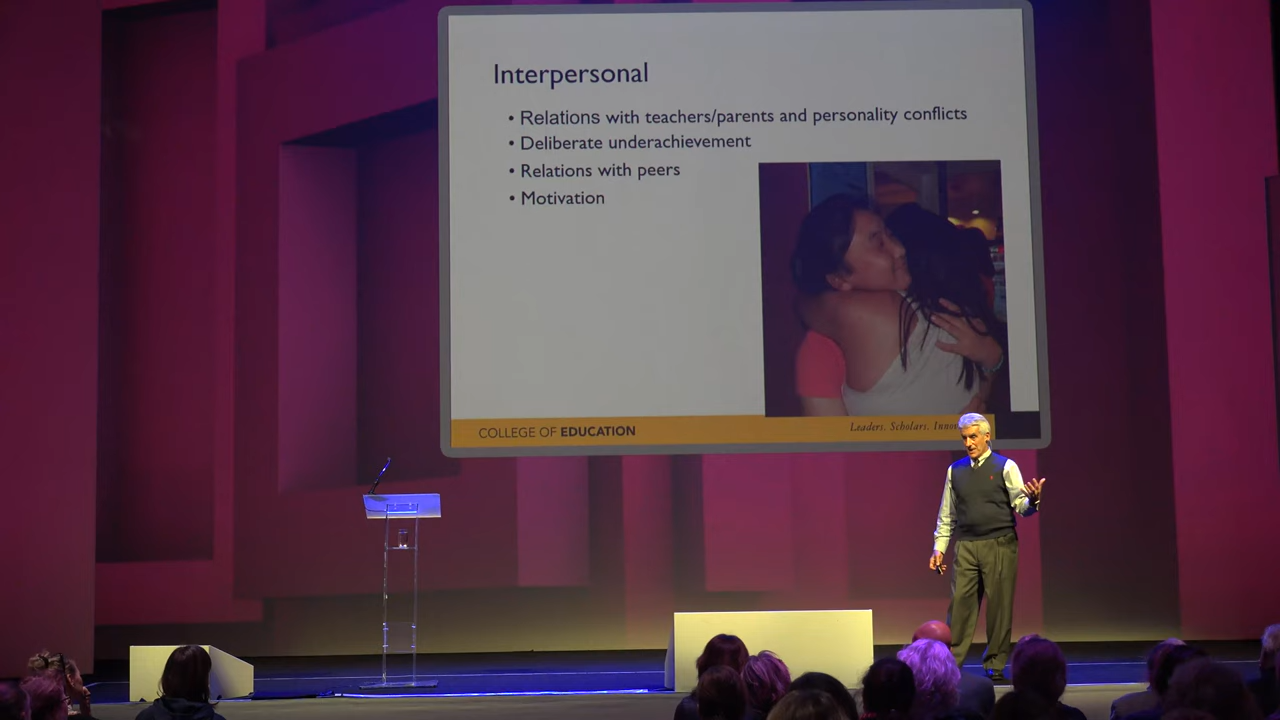 Interpersonal
• Relations with teachers/parents and personality conflicts
• Deliberate underachievement
• Relations with peers
• Motivation
COLLEGE OF EDUCATION
Leaders. Scholars.